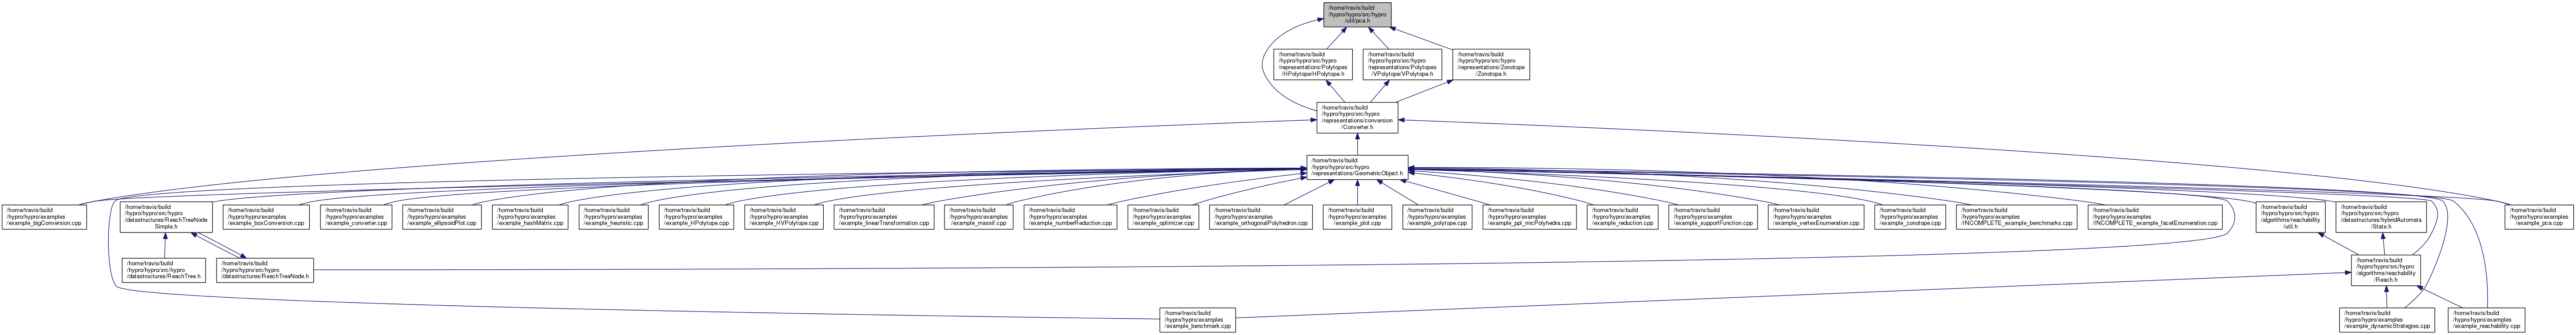 /home/travis/build
/hypro/hypro/src/hypro
/util/pca.h
/home/travis/build
/hypro/hypro/src/hypro
/representations/Polytopes
/HPolytope/HPolytope.h
/home/travis/build
/hypro/hypro/src/hypro
/representations/Polytopes
/VPolytope/VPolytope.h
/home/travis/build
/hypro/hypro/src/hypro
/representations/Zonotope
/Zonotope.h
/home/travis/build
/hypro/hypro/src/hypro
/representations/conversion
/Converter.h
/home/travis/build
/hypro/hypro/src/hypro
/representations/GeometricObject.h
/home/travis/build
/hypro/hypro/examples
/example_bigConversion.cpp
/home/travis/build
/hypro/hypro/src/hypro
/datastructures/ReachTreeNode
Simple.h
/home/travis/build
/hypro/hypro/examples
/example_boxConversion.cpp
/home/travis/build
/hypro/hypro/examples
/example_converter.cpp
/home/travis/build
/hypro/hypro/examples
/example_ellipsoidPlot.cpp
/home/travis/build
/hypro/hypro/examples
/example_hashMatrix.cpp
/home/travis/build
/hypro/hypro/examples
/example_heuristic.cpp
/home/travis/build
/hypro/hypro/examples
/example_HPolytope.cpp
/home/travis/build
/hypro/hypro/examples
/example_HVPolytope.cpp
/home/travis/build
/hypro/hypro/examples
/example_linearTransformation.cpp
/home/travis/build
/hypro/hypro/examples
/example_massif.cpp
/home/travis/build
/hypro/hypro/examples
/example_numberReduction.cpp
/home/travis/build
/hypro/hypro/examples
/example_optimizer.cpp
/home/travis/build
/hypro/hypro/examples
/example_orthogonalPolyhedron.cpp
/home/travis/build
/hypro/hypro/examples
/example_plot.cpp
/home/travis/build
/hypro/hypro/examples
/example_polytope.cpp
/home/travis/build
/hypro/hypro/examples
/example_ppl_nncPolyhedra.cpp
/home/travis/build
/hypro/hypro/examples
/example_reduction.cpp
/home/travis/build
/hypro/hypro/examples
/example_supportFunction.cpp
/home/travis/build
/hypro/hypro/examples
/example_vertexEnumeration.cpp
/home/travis/build
/hypro/hypro/examples
/example_zonotope.cpp
/home/travis/build
/hypro/hypro/examples
/INCOMPLETE_example_benchmarks.cpp
/home/travis/build
/hypro/hypro/examples
/INCOMPLETE_example_facetEnumeration.cpp
/home/travis/build
/hypro/hypro/src/hypro
/algorithms/reachability
/util.h
/home/travis/build
/hypro/hypro/src/hypro
/datastructures/hybridAutomata
/State.h
/home/travis/build
/hypro/hypro/examples
/example_pca.cpp
/home/travis/build
/hypro/hypro/src/hypro
/datastructures/ReachTree.h
/home/travis/build
/hypro/hypro/src/hypro
/datastructures/ReachTreeNode.h
/home/travis/build
/hypro/hypro/src/hypro
/algorithms/reachability
/Reach.h
/home/travis/build
/hypro/hypro/examples
/example_benchmark.cpp
/home/travis/build
/hypro/hypro/examples
/example_dynamicStrategies.cpp
/home/travis/build
/hypro/hypro/examples
/example_reachability.cpp